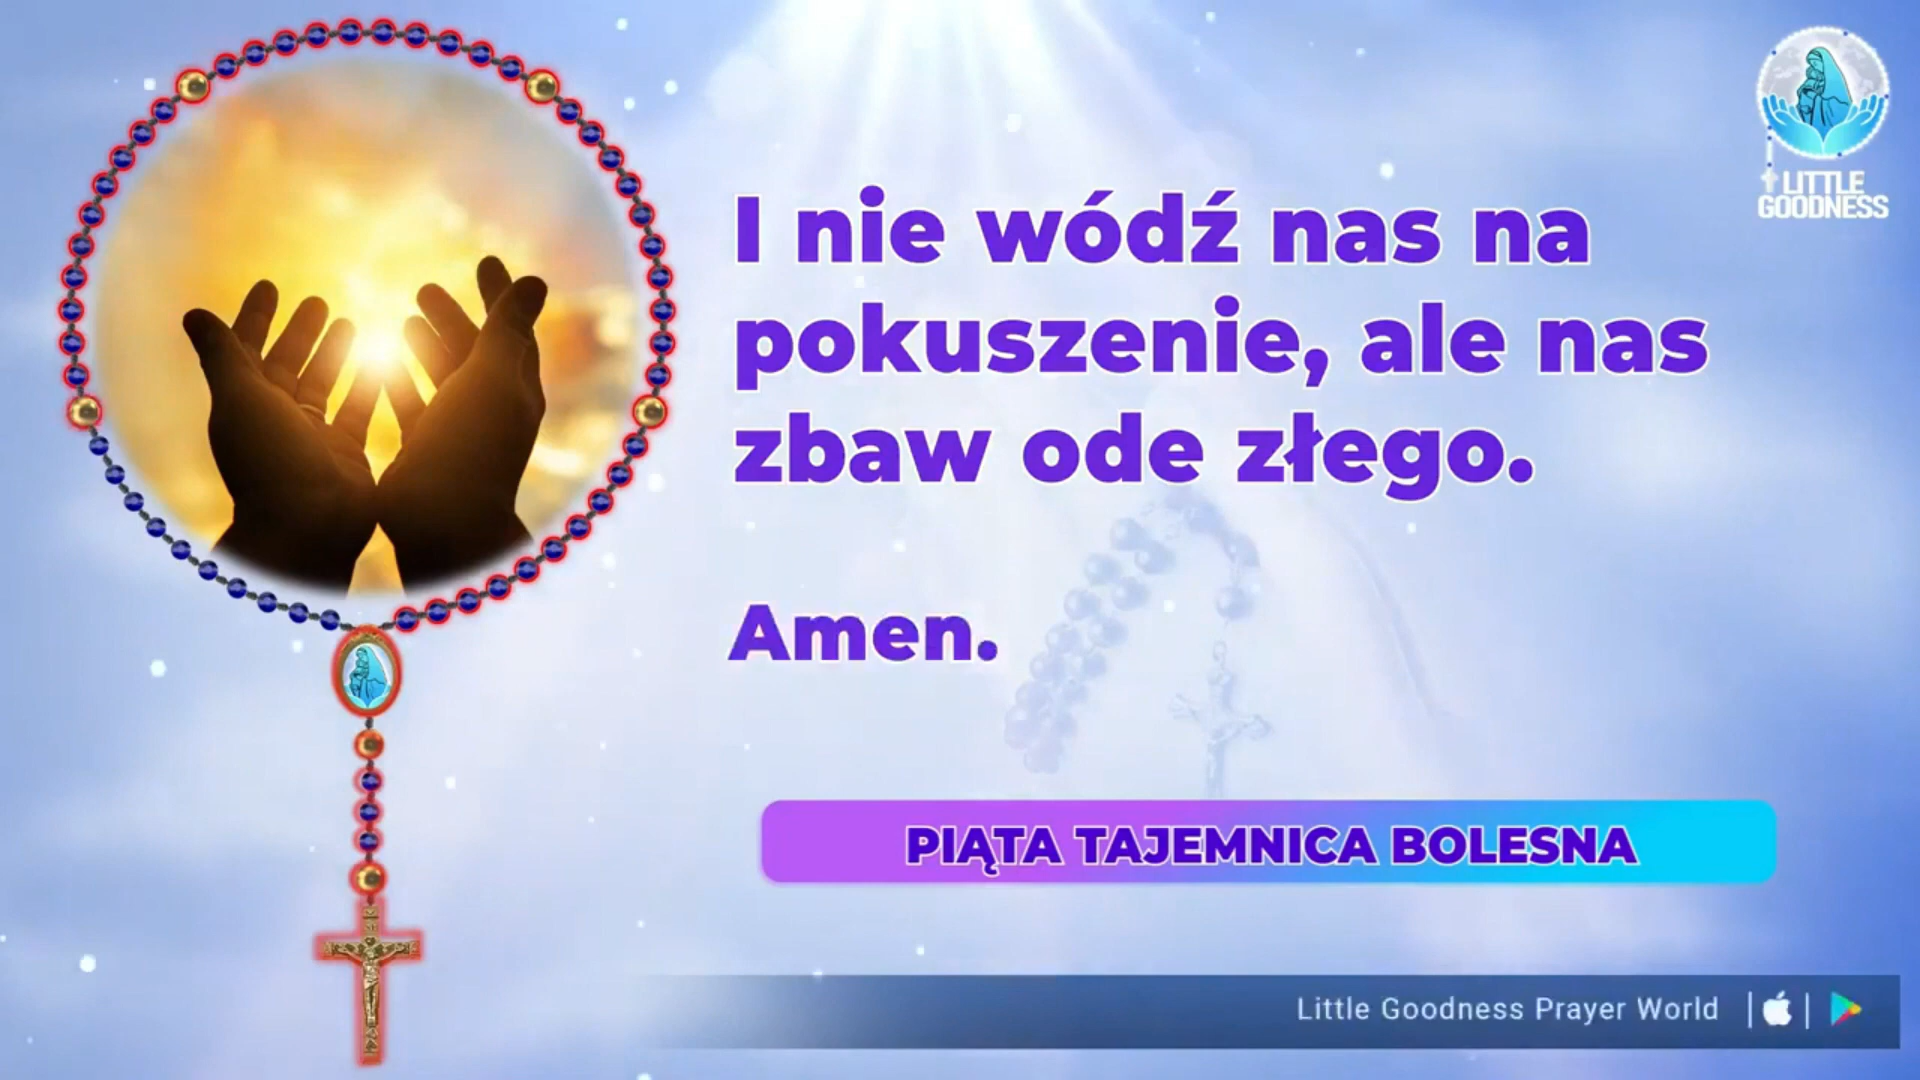 I nie wódź nas na
pokuszenie, ale nas
zbaw ode złego.
Amen.
PIĄTA TAJEMNICA BOLESNA
LITTLE
GOODNESS
Little Goodness Prayer World